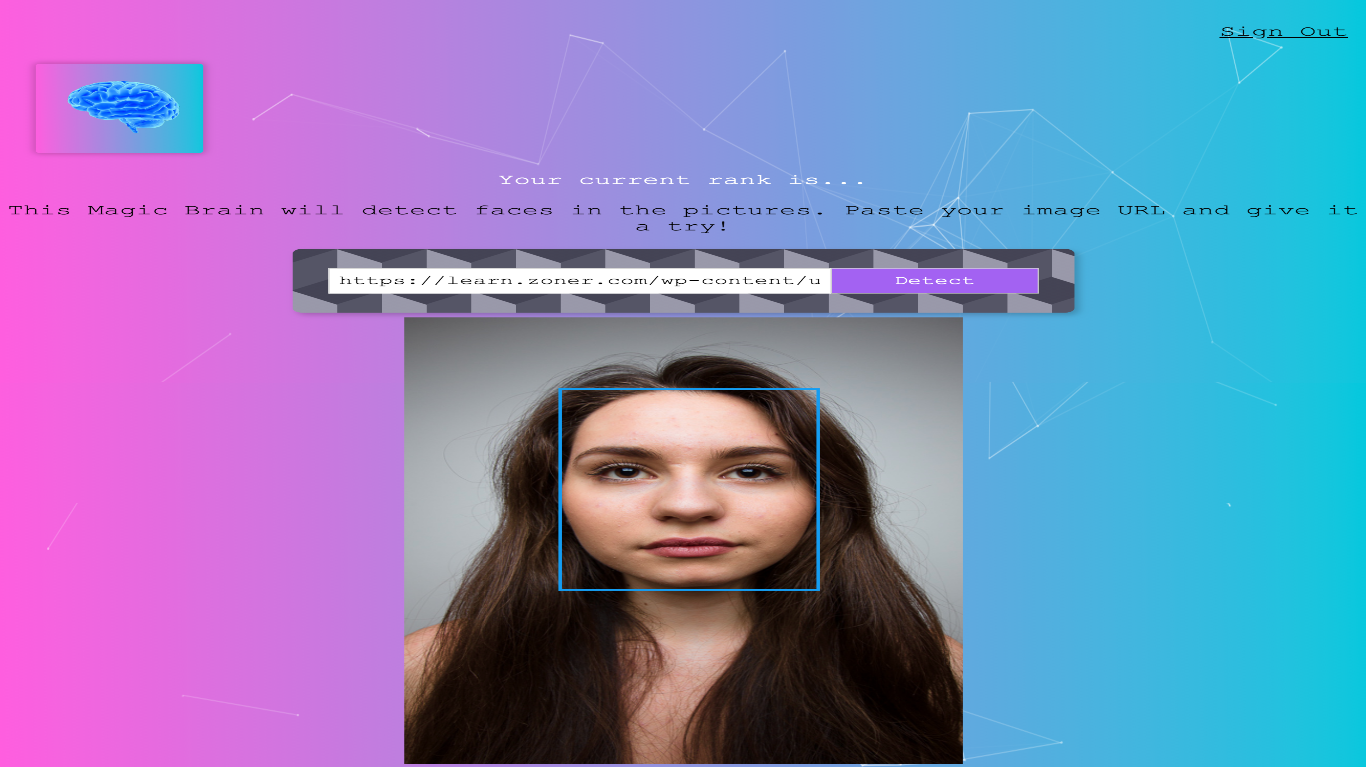 Sign Out
Your current rank is...
This Magic Brain will detect faces in the pictures. Paste your image URL and give it
a try!
https://learn.zoner.com/wp-content/u
Detect